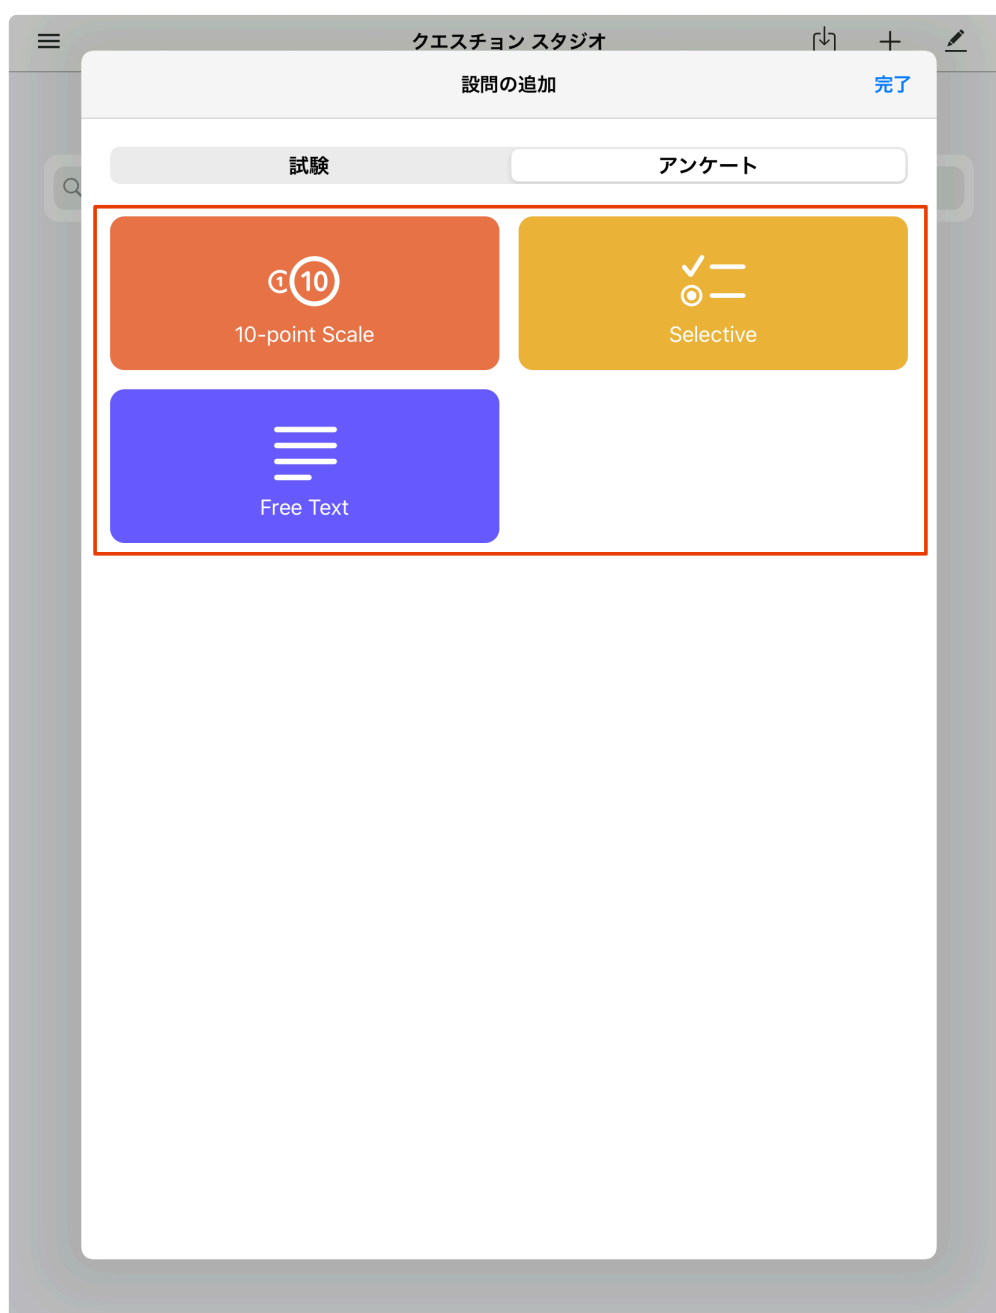 クエスチョン スタジオ
設問の追加
完了
試験
アンケート
1 10
10-point Scale
Selective
Free Text